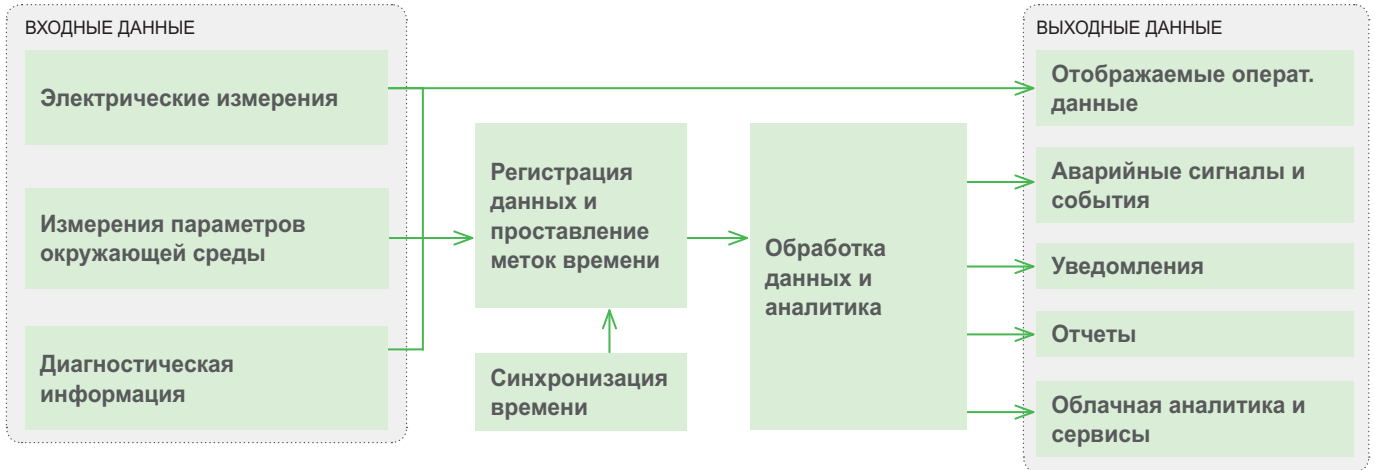 ВХОДНЫЕ ДАННЫЕ
Электрические измерения
Измерения параметров
окружающей среды
Диагностическая
информация
Регистрация
данных и
проставление
меток времени
Синхронизация
времени
Обработка
данных и
аналитика
ВЫХОДНЫЕ ДАННЫЕ
Отображаемые операт.
данные
Аварийные сигналы и
события
Уведомления
Отчеты
Облачная аналитика и
сервисы